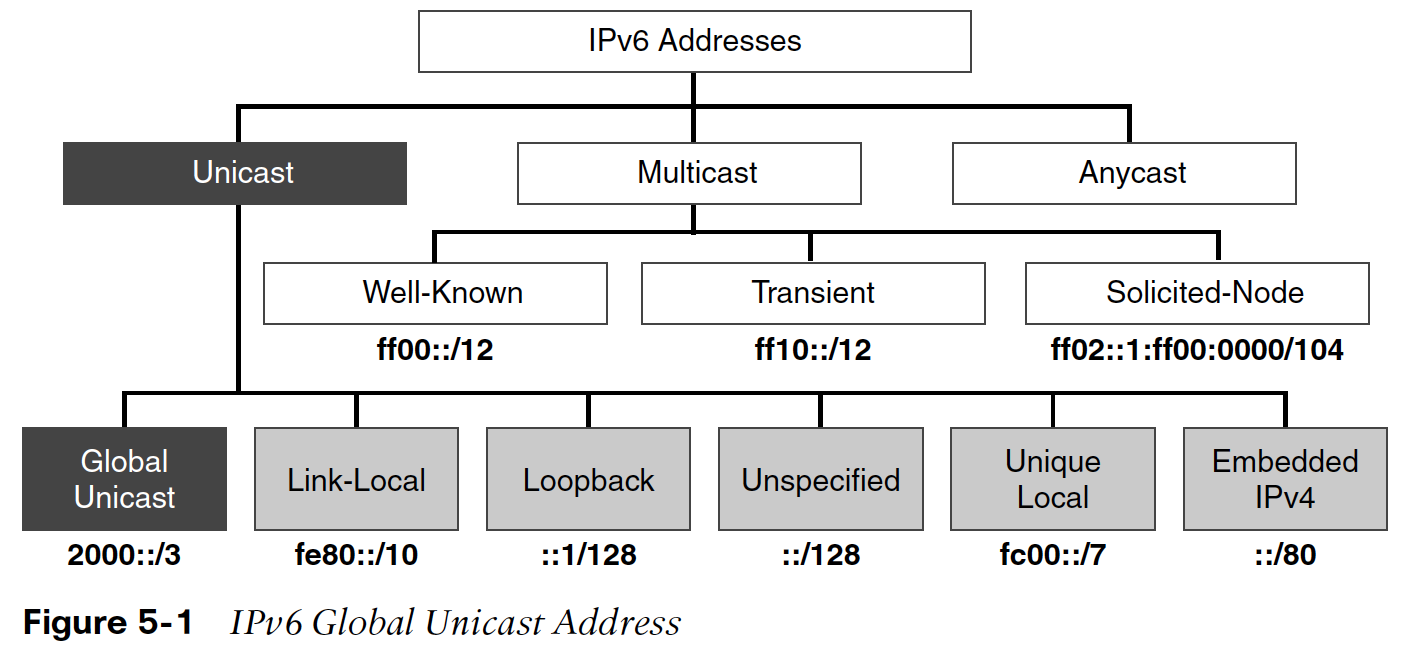 IPv6 Addresses
Unicast
Multicast
Anycast
Well-Known
Transient
Solicited-Node
ff00::/12
ff10::/12
ff02::1:ff00:0000/104
Global
Unicast
Link-Local
Loopback
Unspecified
Unique
Local
Embedded
IPv4
2000::/3
fe80::/10
::1/128
::/128
fc00::/7
::/80
Figure 5-1 IPv6 Global Unicast Address